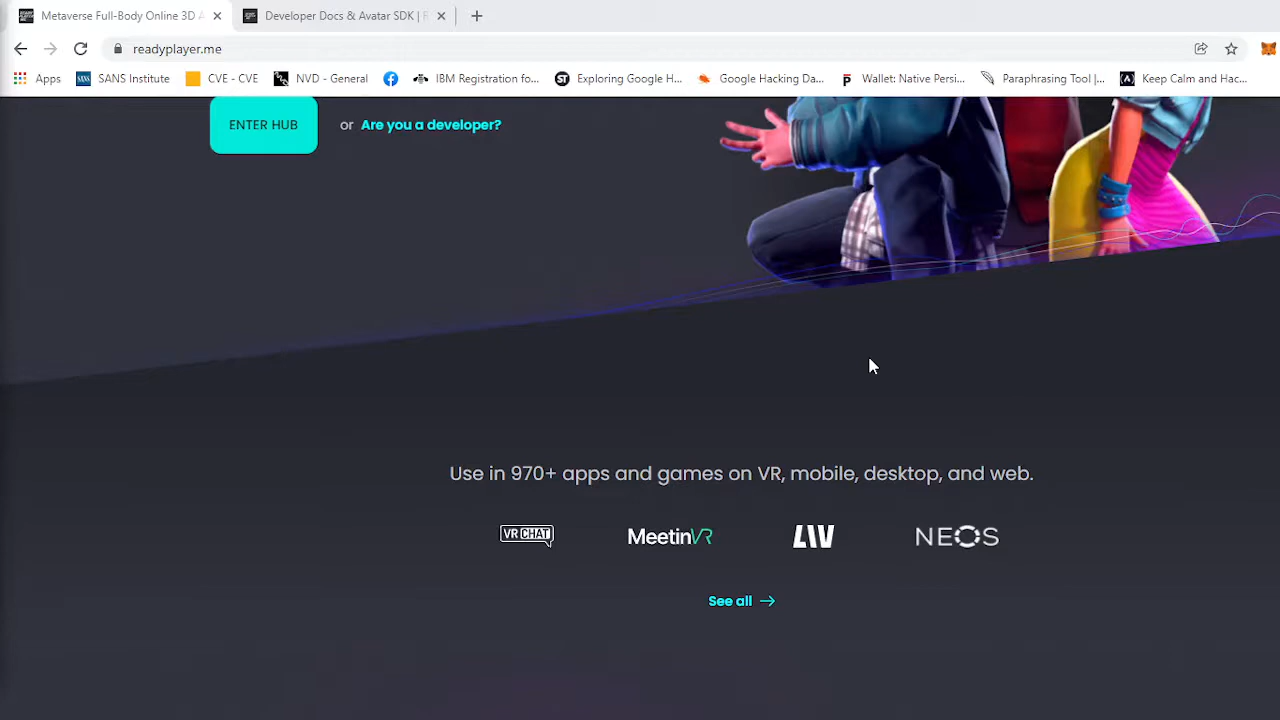 Metaverse Full-Body Online 3D A
Developer Docs & Avatar SDK | R
readyplayer.me
Apps
SANS Institute
CVE - CVE
NVD - General
IBM Registration fo...
Exploring Google H...
Google Hacking Da...
Wallet: Native Persi...
Paraphrasing Tool |...
Keep Calm and Hac...
ENTER HUB
or Are you a developer?
Use in 970+ apps and games on VR, mobile, desktop, and web.
VR CHAT
MeetinVR
LIV
NEOS
See all